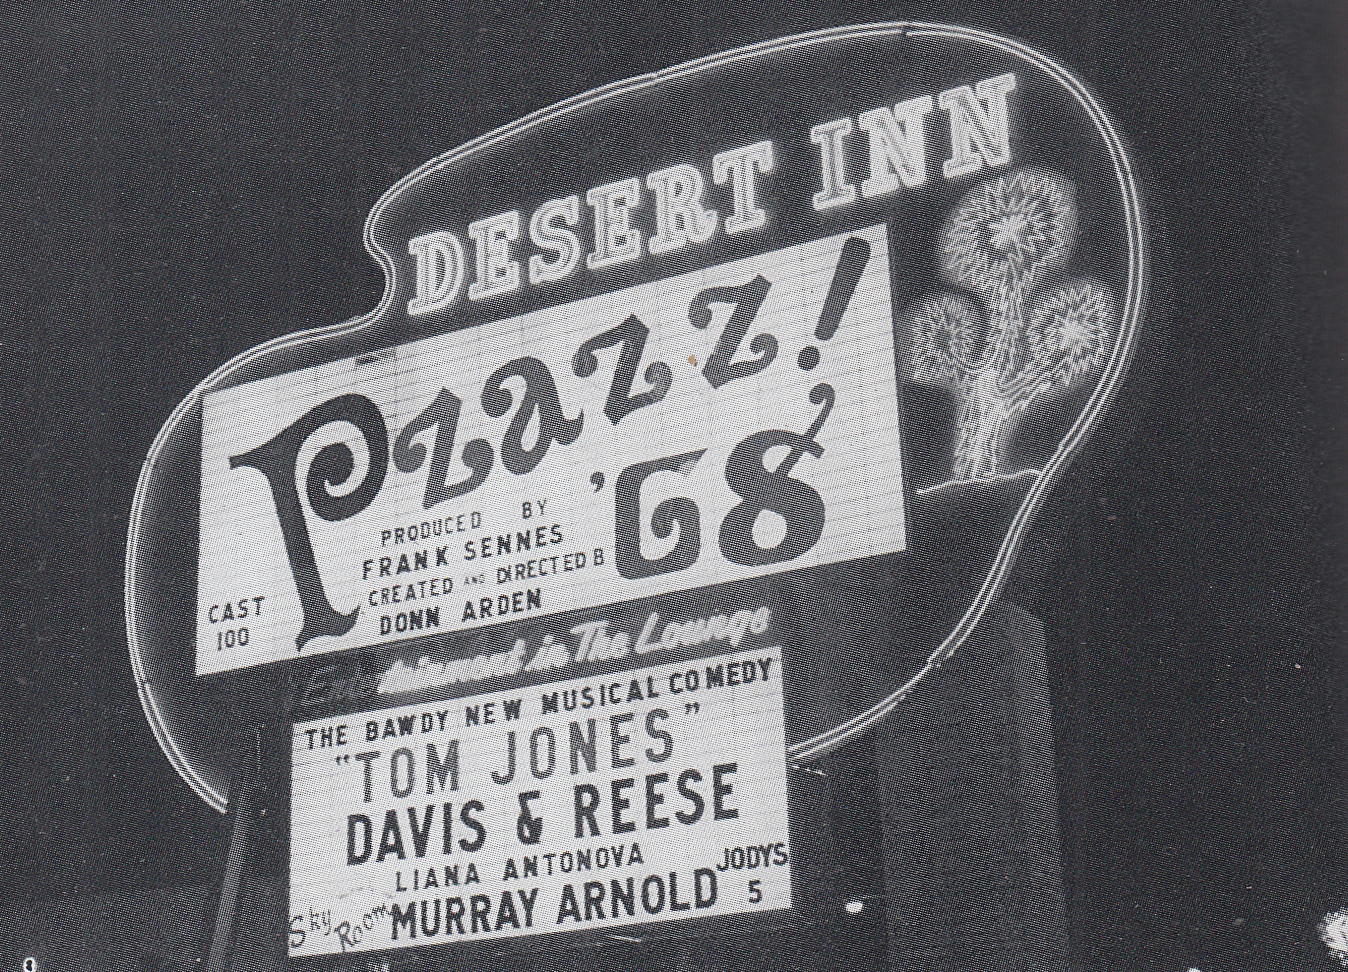 DESERT INN
Pzazz!
'68
PRODUCED BY
FRANK SENNES
CREATED AND DIRECTED B
DONN ARDEN
CAST
100
Entertainment in The Lounge
THE BAWDY NEW MUSICAL COMEDY
"TOM JONES"
DAVIS & REESE
LIANA ANTONOVA
JODYS
5
Sky Room
MURRAY ARNOLD